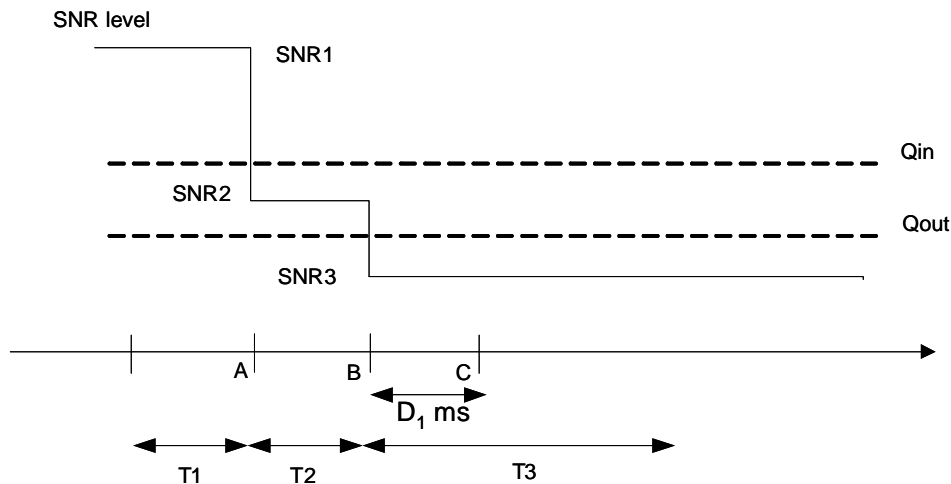 SNR level
SNR1
Qin
SNR2
Qout
SNR3
A
B
C
D₁ ms
T1
T2
T3